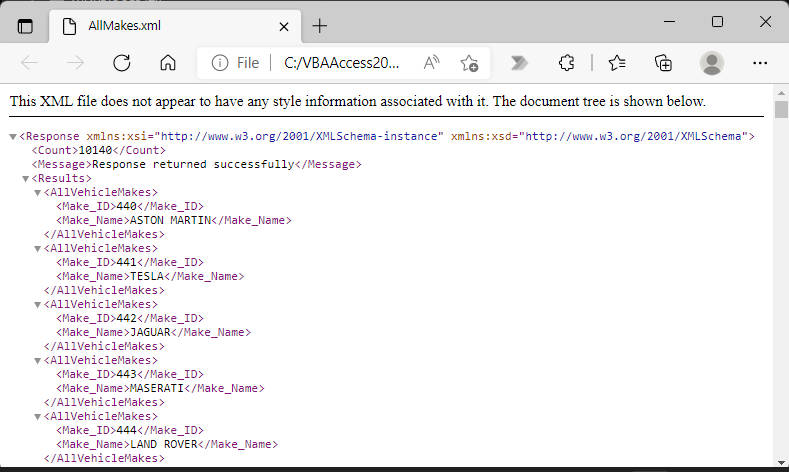 AllMakes.xml
File
C:/VBAAccess20...
This XML file does not appear to have any style information associated with it. The document tree is shown below.
<Response xmlns:xsi="http://www.w3.org/2001/XMLSchema-instance" xmlns:xsd="http://www.w3.org/2001/XMLSchema">
<Count>10140</Count>
<Message>Response returned successfully</Message>
<Results>
<AllVehicleMakes>
<Make_ID>440</Make_ID>
<Make_Name>ASTON MARTIN</Make_Name>
</AllVehicleMakes>
<AllVehicleMakes>
<Make_ID>441</Make_ID>
<Make_Name>TESLA</Make_Name>
</AllVehicleMakes>
<AllVehicleMakes>
<Make_ID>442</Make_ID>
<Make_Name>JAGUAR</Make_Name>
</AllVehicleMakes>
<AllVehicleMakes>
<Make_ID>443</Make_ID>
<Make_Name>MASERATI</Make_Name>
</AllVehicleMakes>
<AllVehicleMakes>
<Make_ID>444</Make_ID>
<Make_Name>LAND ROVER</Make_Name>
</AllVehicleMakes>